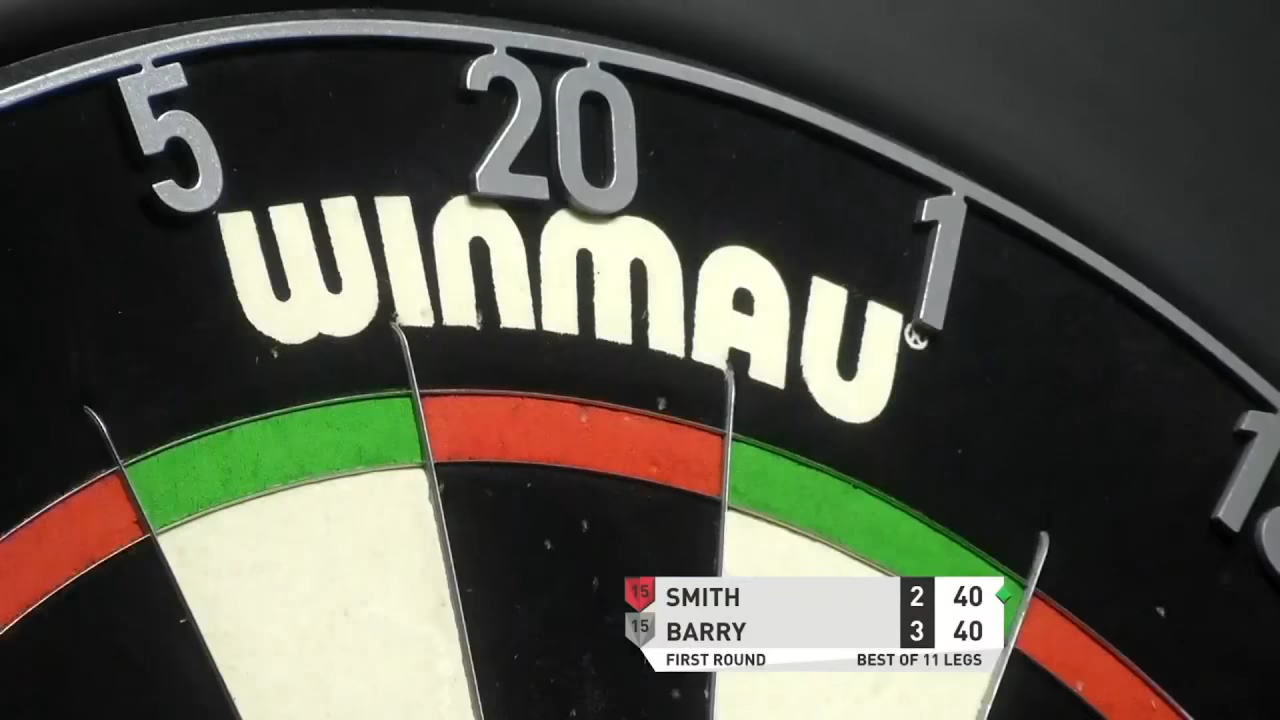 5
20
1
WINMAU®
15 SMITH 2 40
15 BARRY 3 40
FIRST ROUND BEST OF 11 LEGS